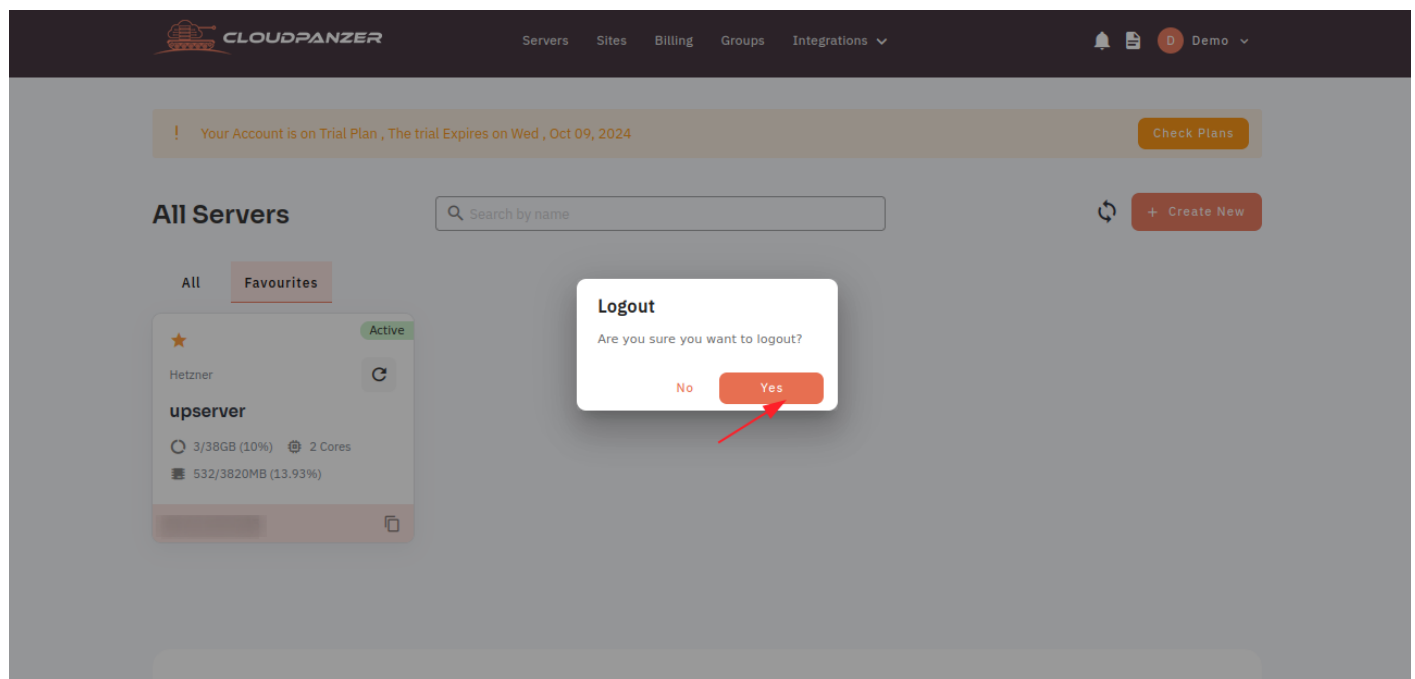 CLOUDPANZER
Servers Sites Billing Groups Integrations
D Demo
! Your Account is on Trial Plan , The trial Expires on Wed , Oct 09, 2024
Check Plans
All Servers
Search by name
+ Create New
All Favourites
Active
Hetzner
upserver
3/38GB (10%) 2 Cores
532/3820MB (13.93%)
Logout
Are you sure you want to logout?
No Yes